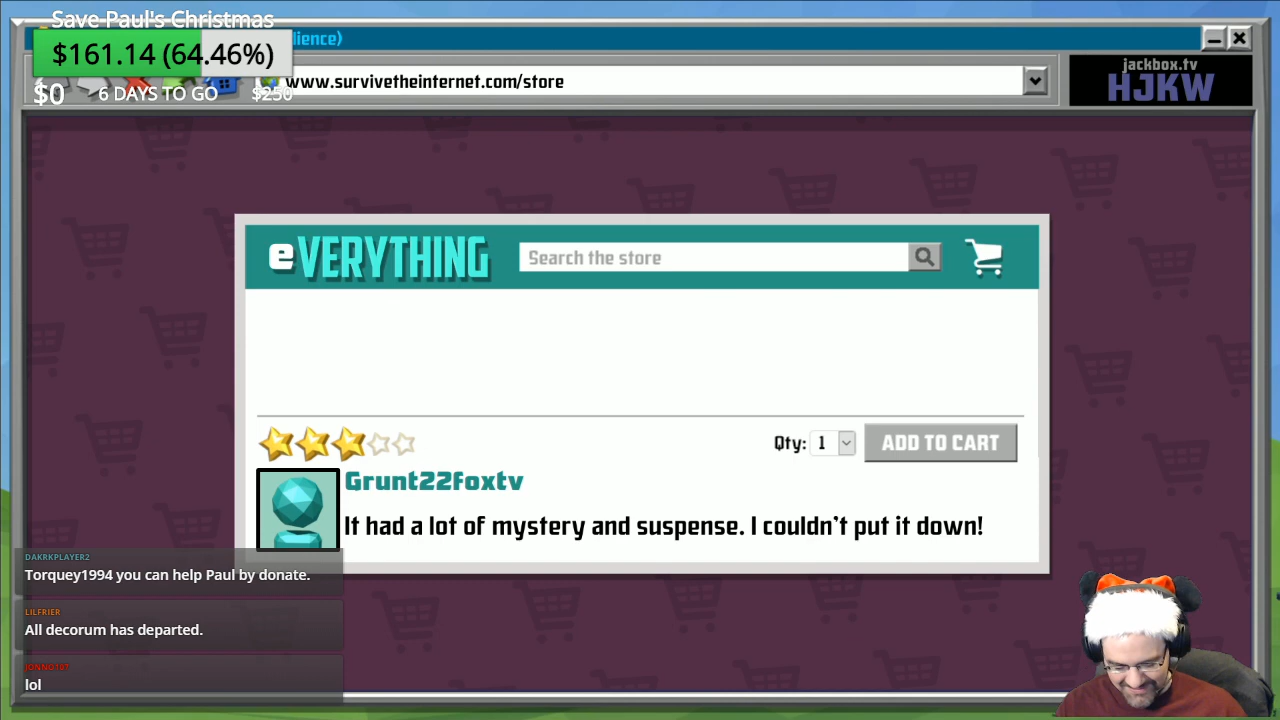 Save Paul's Christmas
$161.14 (64.46%)
lience)
www.survivetheinternet.com/store
$0
6 DAYS TO GO
$250
jackbox.tv
HJKW
eVERYTHING
Search the store
Qty: 1
ADD TO CART
Grunt22foxtv
It had a lot of mystery and suspense. I couldn't put it down!
DAKRKPLAYER2
Torquey1994 you can help Paul by donate.
LILFRIER
All decorum has departed.
JONNO107
lol